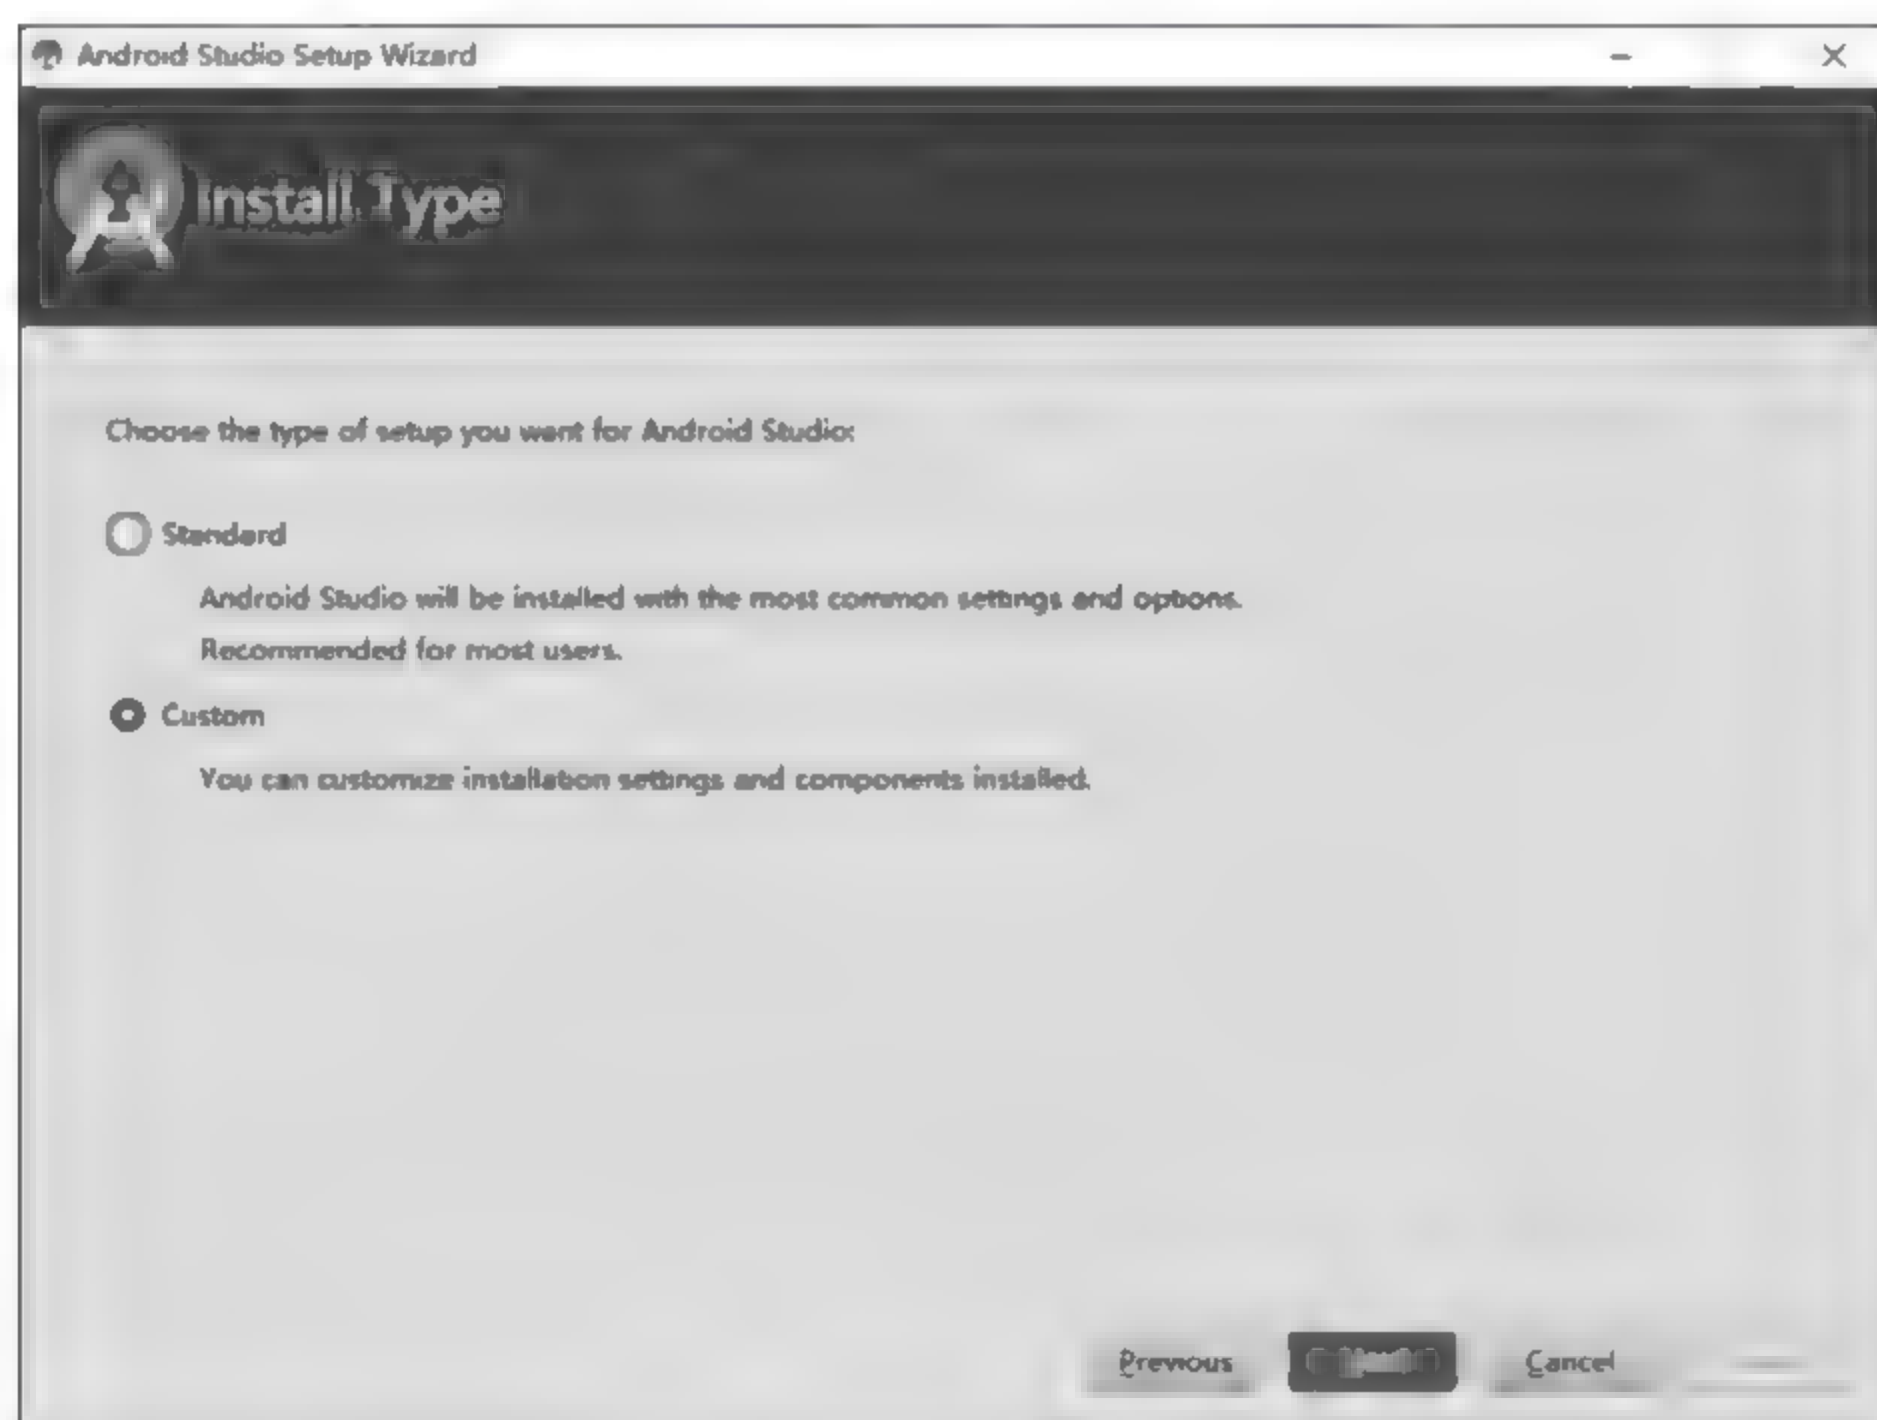 Android Studio Setup Wizard
Install Type
Choose the type of setup you want for Android Studio:
Standard
Android Studio will be installed with the most common settings and options.
Recommended for most users.
Custom
You can customize installation settings and components installed.
Previous
Cancel